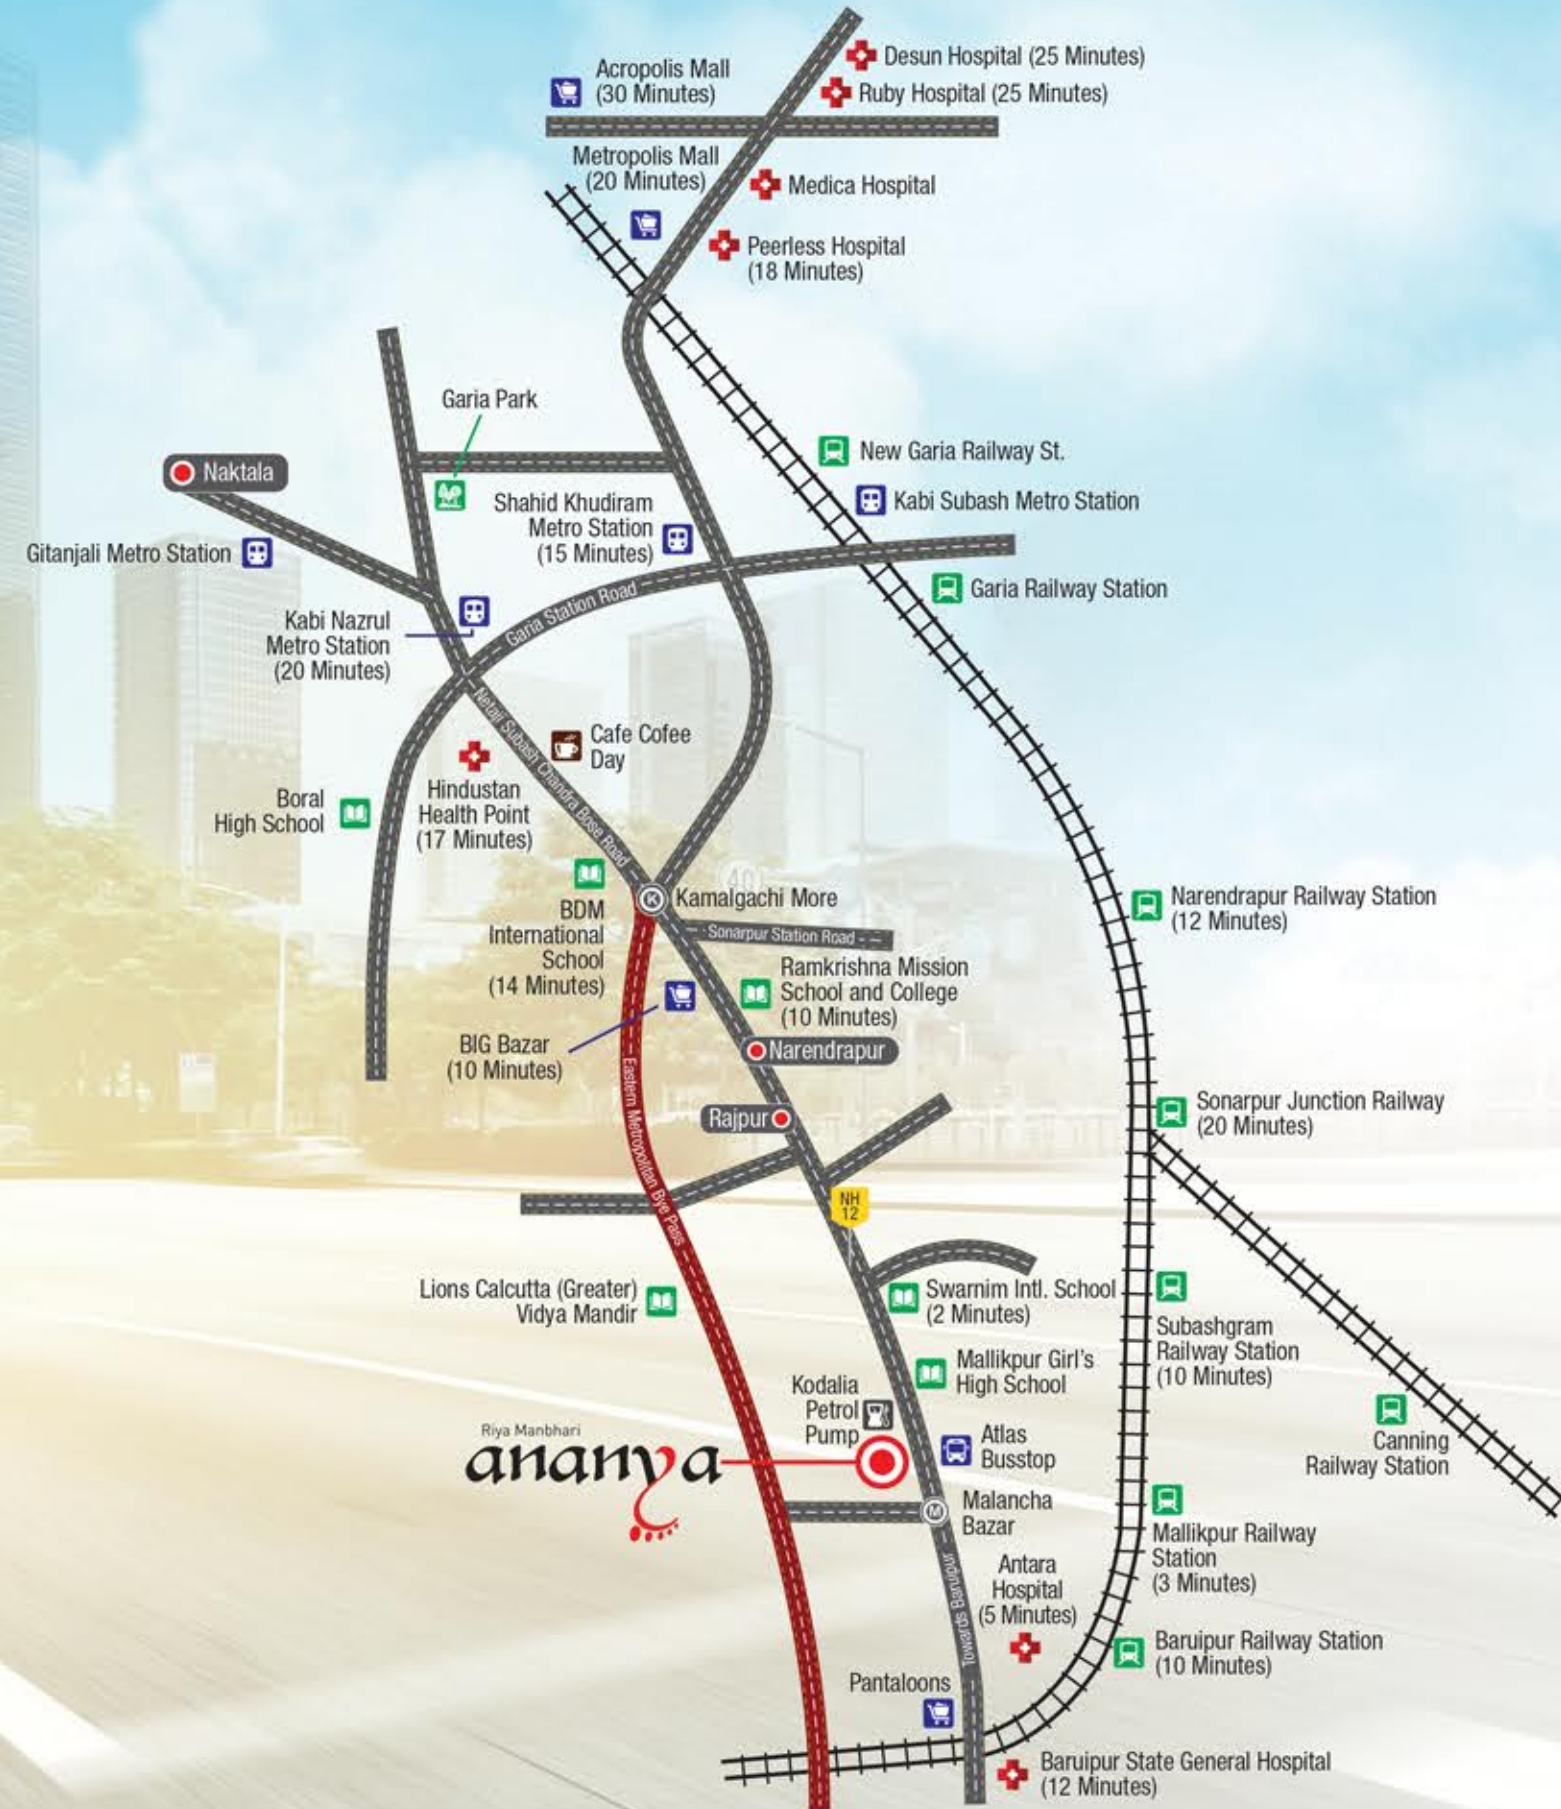 Acropolis Mall
(30 Minutes)
Desun Hospital (25 Minutes)
Ruby Hospital (25 Minutes)
Metropolis Mall
(20 Minutes)
Medica Hospital
Peerless Hospital
(18 Minutes)
Garia Park
Naktala
New Garia Railway St.
Kabi Subash Metro Station
Shahid Khudiram
Metro Station
(15 Minutes)
Gitanjali Metro Station
Garia Railway Station
Garia Station Road
Kabi Nazrul
Metro Station
(20 Minutes)
Netaji Subash Chandra Bose Road
Cafe Cofee
Day
Hindustan
Health Point
(17 Minutes)
Boral
High School
K
Kamalgachi More
BDM
International
School
(14 Minutes)
Sonarpur Station Road
Narendrapur Railway Station
(12 Minutes)
Ramkrishna Mission
School and College
(10 Minutes)
BIG Bazar
(10 Minutes)
Narendrapur
Eastern Metropolitan Bye Pass
Rajpur
Sonarpur Junction Railway
(20 Minutes)
NH
12
Lions Calcutta (Greater)
Vidya Mandir
Swarnim Intl. School
(2 Minutes)
Subashgram
Railway Station
(10 Minutes)
Mallikpur Girl's
High School
Kodalia
Petrol
Pump
Riya Manbhari
ananya
Atlas
Busstop
Canning
Railway Station
M
Malancha
Bazar
Mallikpur Railway
Station
(3 Minutes)
Towards Baruipur
Antara
Hospital
(5 Minutes)
Baruipur Railway Station
(10 Minutes)
Pantaloons
Baruipur State General Hospital
(12 Minutes)